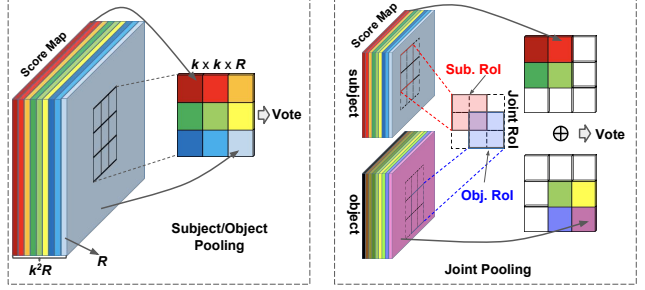 Score Map
k x k x R
Vote
Subject/Object
Pooling
R
k²R
Score Map
subject
Sub. RoI
Joint RoI
Obj. RoI
object
⊕
Vote
Joint Pooling